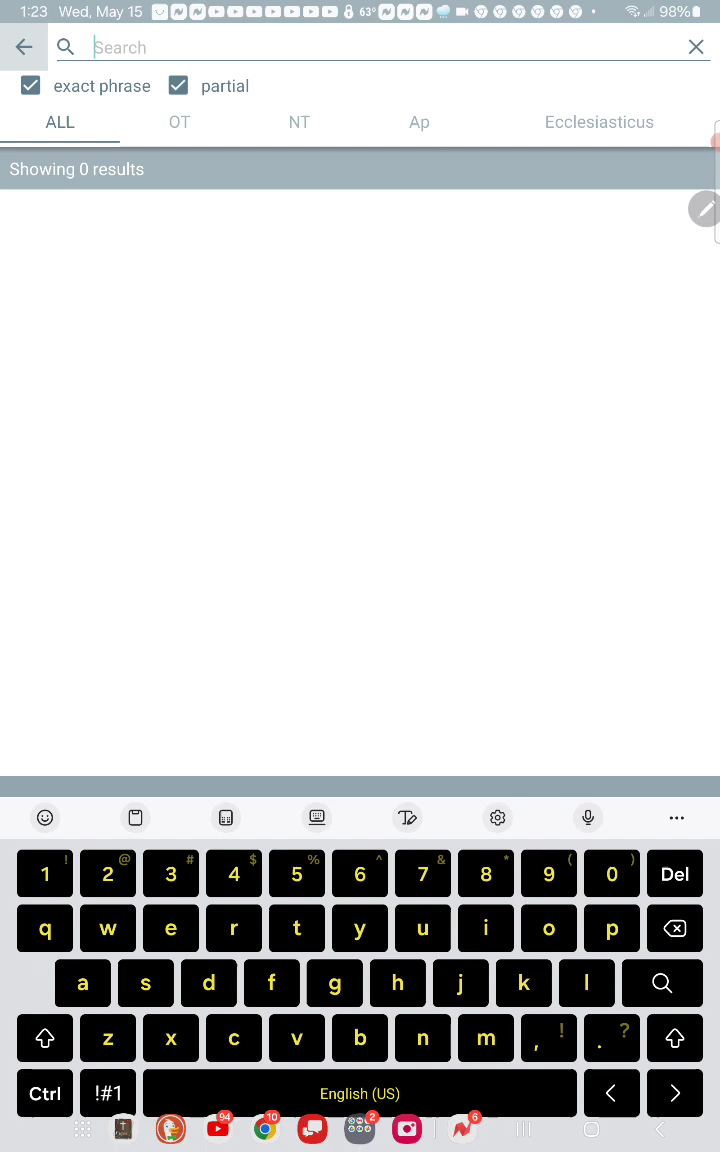 1:23 Wed, May 15 63° 98%
Search
exact phrase partial
ALL OT NT Ap Ecclesiasticus
Showing 0 results
1 ! 2 @ 3 # 4 $ 5 % 6 ^ 7 & 8 * 9 ( 0 ) Del
q w e r t y u i o p
a s d f g h j k l
z x c v b n m , ! . ?
Ctrl !#1 English (US) < >
94 10 2 6